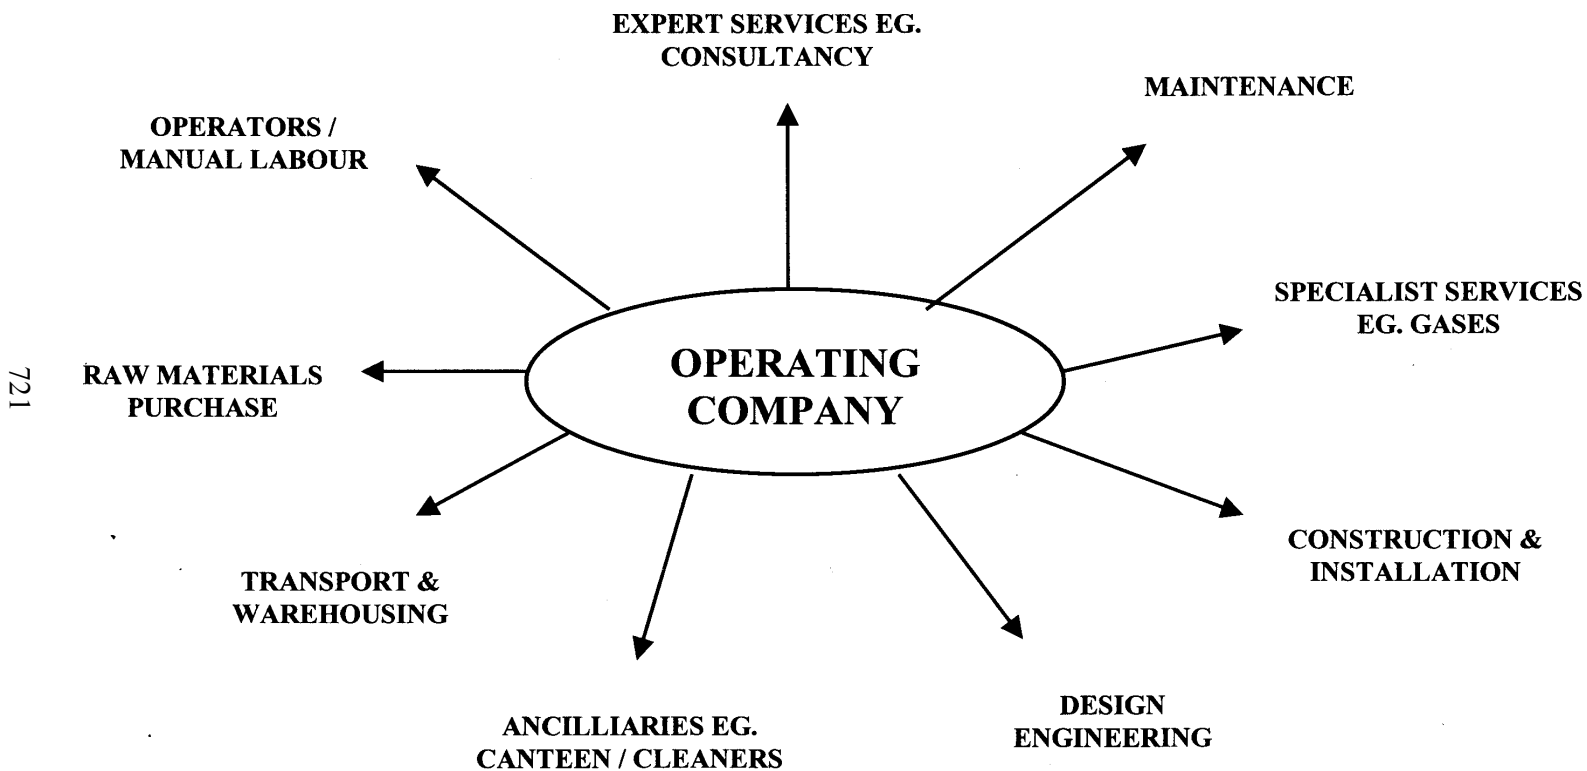 EXPERT SERVICES EG.
CONSULTANCY
MAINTENANCE
OPERATORS /
MANUAL LABOUR
SPECIALIST SERVICES
EG. GASES
OPERATING
COMPANY
RAW MATERIALS
PURCHASE
721
CONSTRUCTION &
INSTALLATION
TRANSPORT &
WAREHOUSING
DESIGN
ENGINEERING
ANCILLIARIES EG.
CANTEEN / CLEANERS